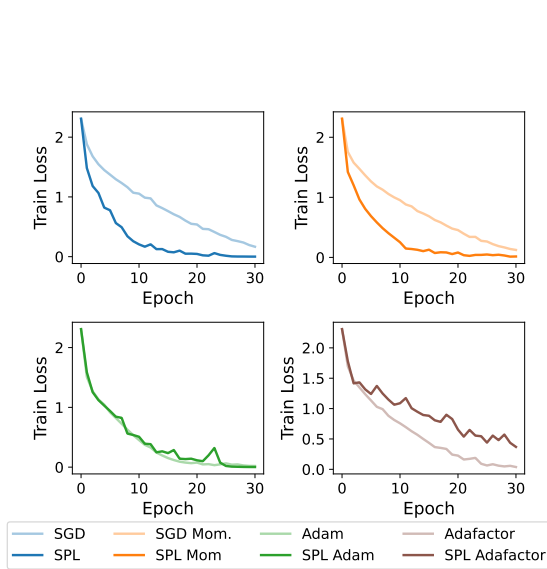 Train Loss
2
1
0
0 10 20 30
Epoch
Train Loss
2
1
0
0 10 20 30
Epoch
Train Loss
2
1
0
0 10 20 30
Epoch
Train Loss
2.0
1.5
1.0
0.5
0.0
0 10 20 30
Epoch
SGD SGD Mom. Adam Adafactor
SPL SPL Mom SPL Adam SPL Adafactor